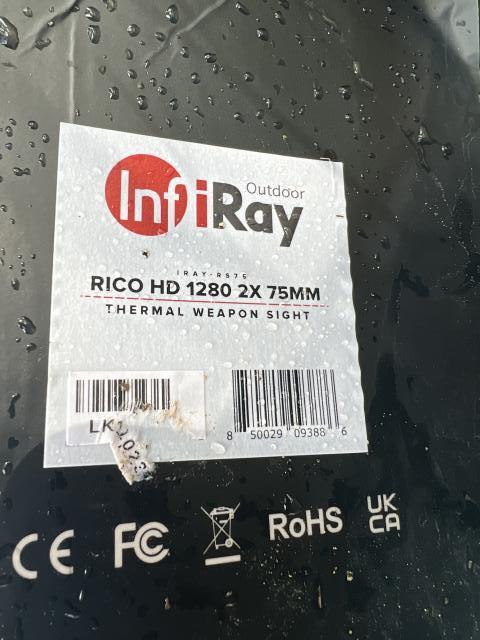 InfiRay
Outdoor
IRAY-RS75
RICO HD 1280 2X 75MM
THERMAL WEAPON SIGHT
8 50029 09388 6
CE FC RoHS UK
CA